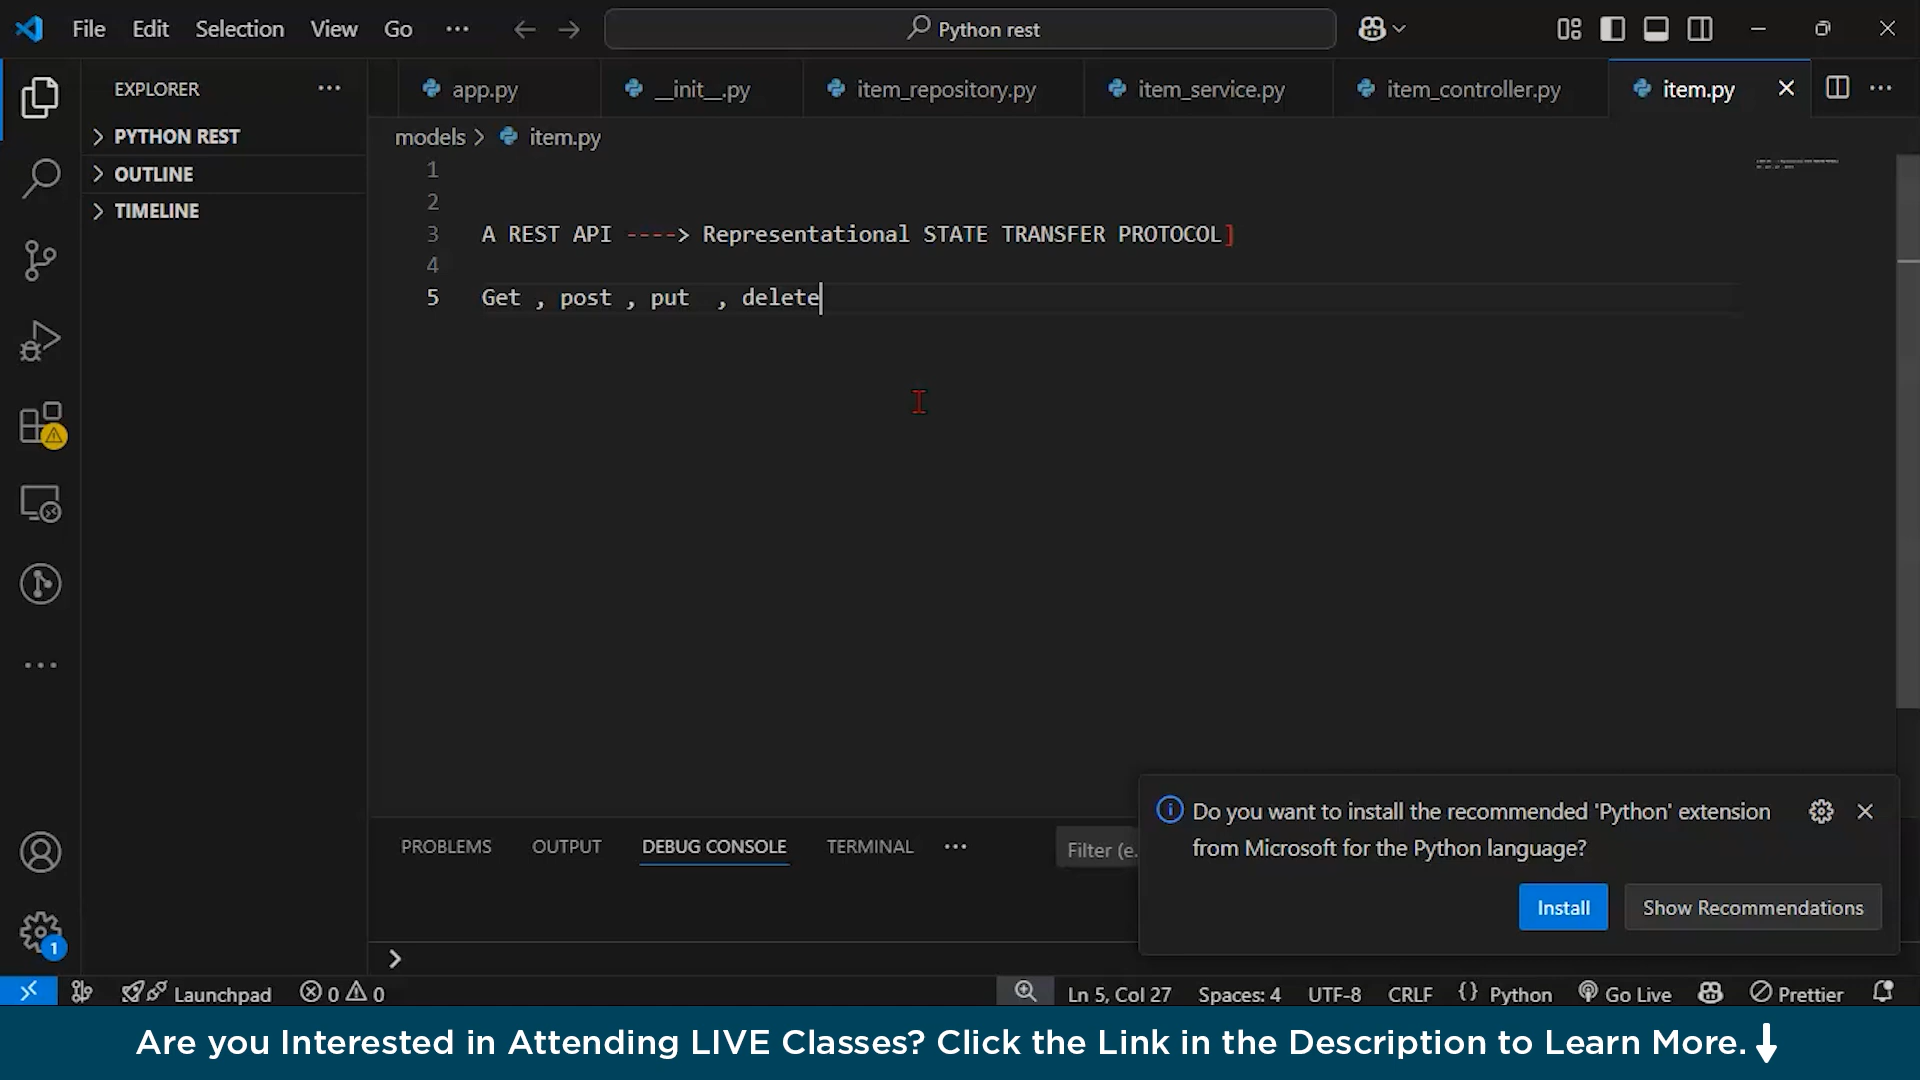 File Edit Selection View Go ··· Python rest
EXPLORER ···
PYTHON REST
OUTLINE
TIMELINE
app.py __init__.py item_repository.py item_service.py item_controller.py item.py
models > item.py
1
2
3 A REST API ----> Representational STATE TRANSFER PROTOCOL]
4
5 Get , post , put  , delete
PROBLEMS OUTPUT DEBUG CONSOLE TERMINAL ··· Filter (e.
Do you want to install the recommended 'Python' extension
from Microsoft for the Python language?
Install Show Recommendations
1
Launchpad 0 0 Ln 5, Col 27 Spaces: 4 UTF-8 CRLF {} Python Go Live Prettier
Are you Interested in Attending LIVE Classes? Click the Link in the Description to Learn More.